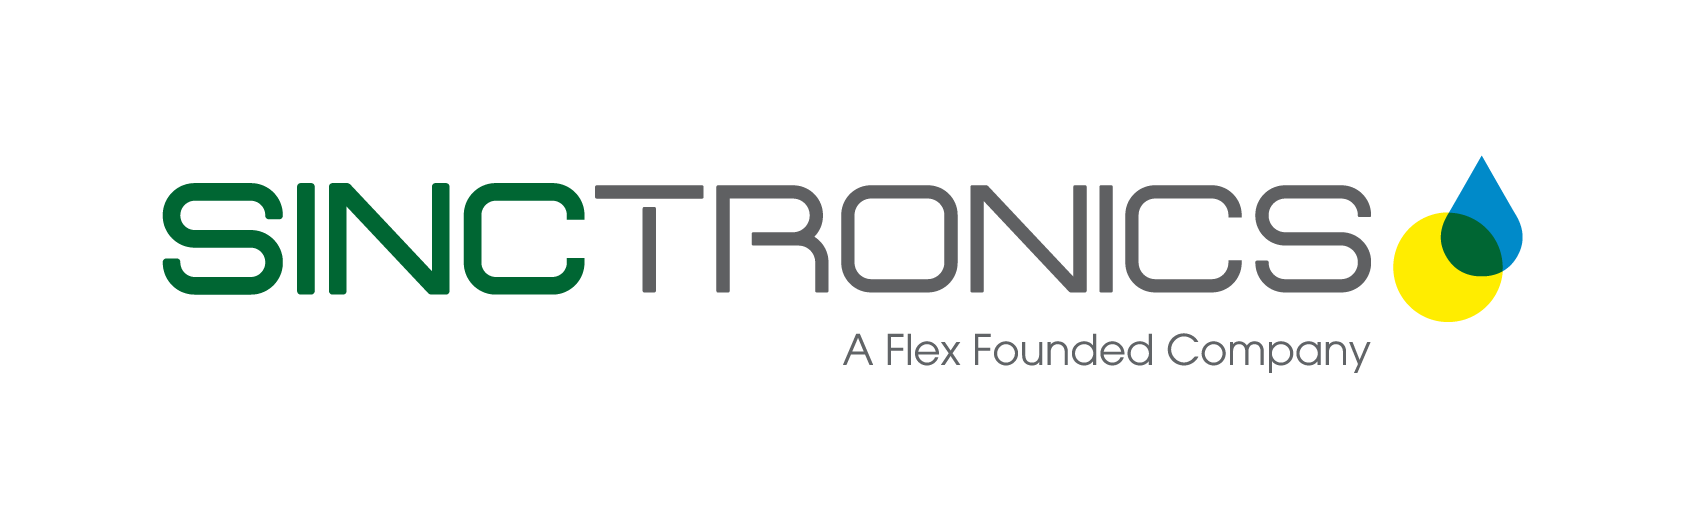 SINCTRONICS
A Flex Founded Company